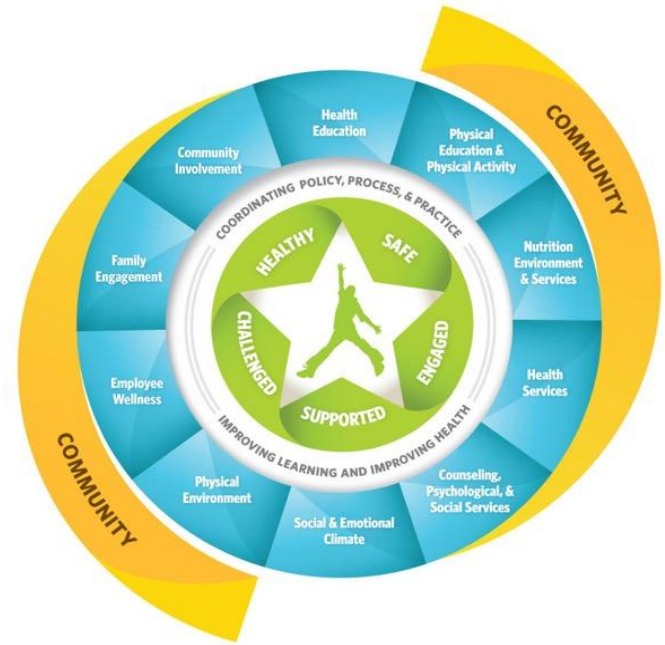 COMMUNITY
Health
Education
Physical
Education &
Physical Activity
Nutrition
Environment
& Services
Health
Services
Counseling,
Psychological, &
Social Services
Social & Emotional
Climate
Physical
Environment
Employee
Wellness
Family
Engagement
Community
Involvement
COORDINATING POLICY, PROCESS, & PRACTICE
IMPROVING LEARNING AND IMPROVING HEALTH
HEALTHY
SAFE
ENGAGED
SUPPORTED
CHALLENGED
COMMUNITY